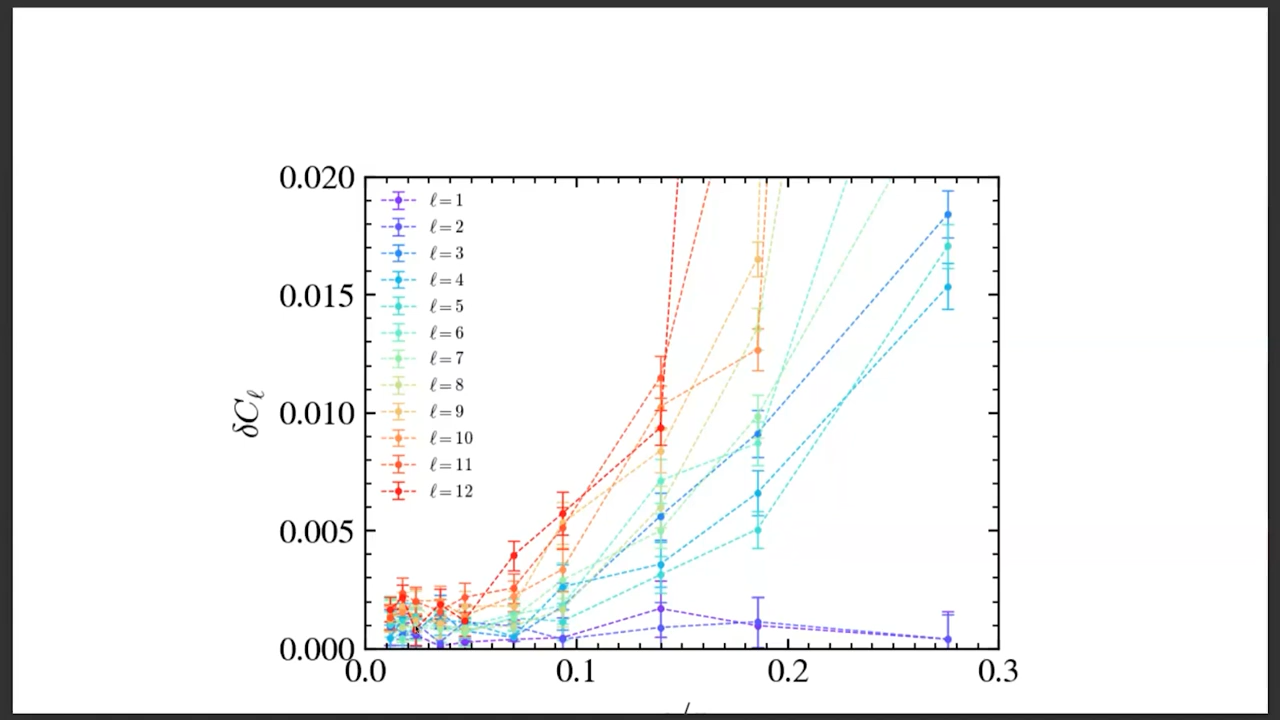 0.020
0.015
0.010
0.005
0.000
δC_ℓ
ℓ = 1
ℓ = 2
ℓ = 3
ℓ = 4
ℓ = 5
ℓ = 6
ℓ = 7
ℓ = 8
ℓ = 9
ℓ = 10
ℓ = 11
ℓ = 12
0.0 0.1 0.2 0.3